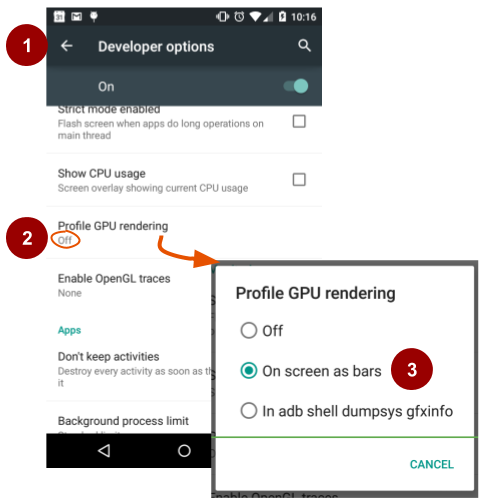 31
10:16
1
Developer options
On
Strict mode enabled
Flash screen when apps do long operations on
main thread
Show CPU usage
Screen overlay showing current CPU usage
2
Profile GPU rendering
Off
Enable OpenGL traces
None
Apps
Don't keep activities
Destroy every activity as soon as th
it
Background process limit
Profile GPU rendering
Off
On screen as bars
3
In adb shell dumpsys gfxinfo
CANCEL
Enable OpenGL traces